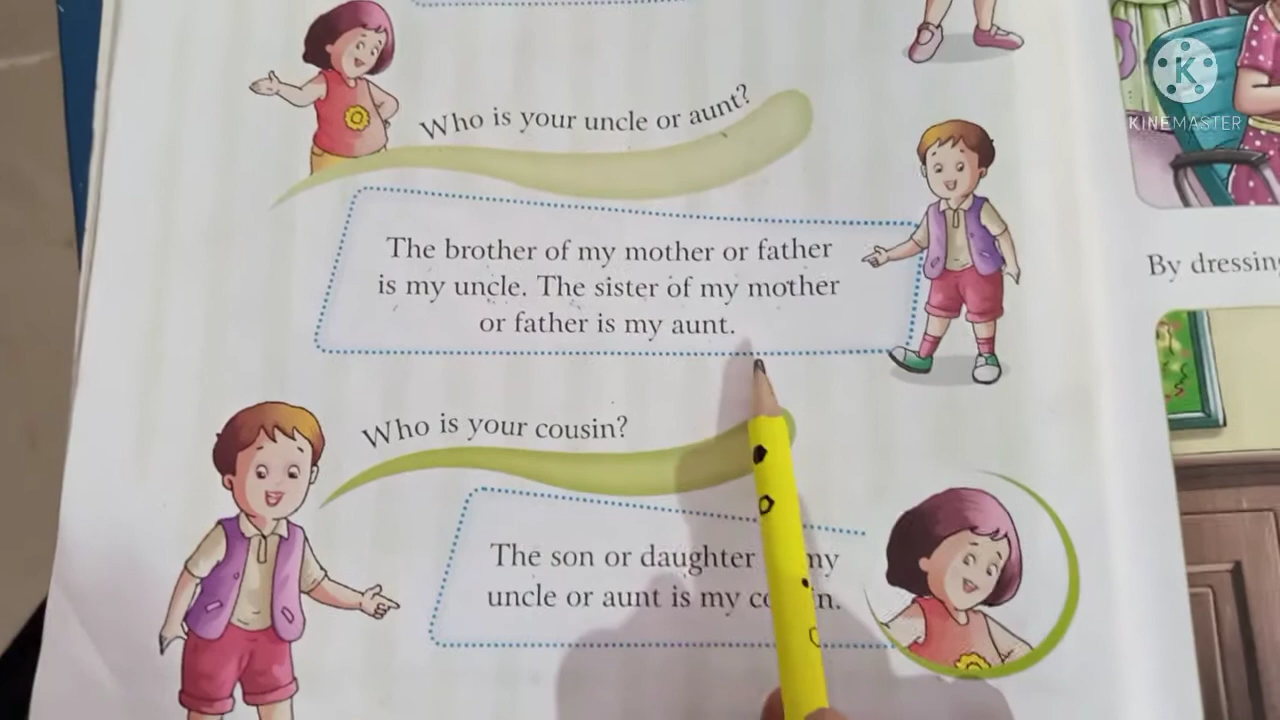 Who is your uncle or aunt?
The brother of my mother or father
is my uncle. The sister of my mother
or father is my aunt.
Who is your cousin?
The son or daughter my
uncle or aunt is my
By dressing
K
KINEMASTER